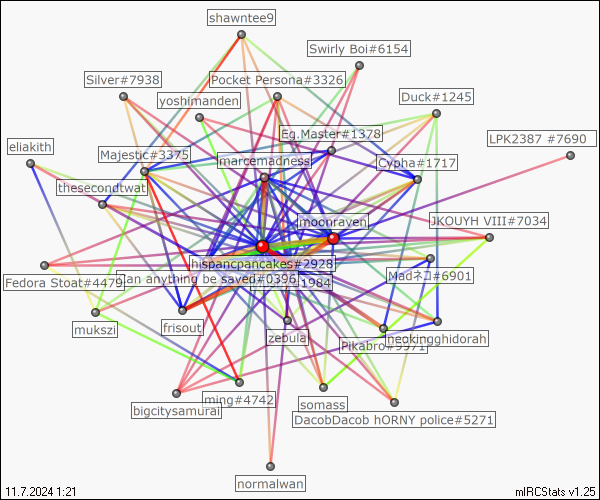 shawntee9
Swirly Boi#6154
Silver#7938
Pocket Persona#3326
yoshimanden
Duck#1245
Eg.Master#1378
LPK2387 #7690
eliakith
Majestic#3375
marcemadness
Cypha#1717
thesecondtwat
moonraven
JKOUYH VIII#7034
hispancpancakes#2928
Fedora Stoat#4479
an anything be saved#0396
1984
Madネコ#6901
mukszi
frisout
zebulal
Pikabro#9371
neokingghidorah
bigcitysamurai
ming#4742
somass
DacobDacob hORNY police#5271
normalwan
11.7.2024 1:21
mIRCStats v1.25